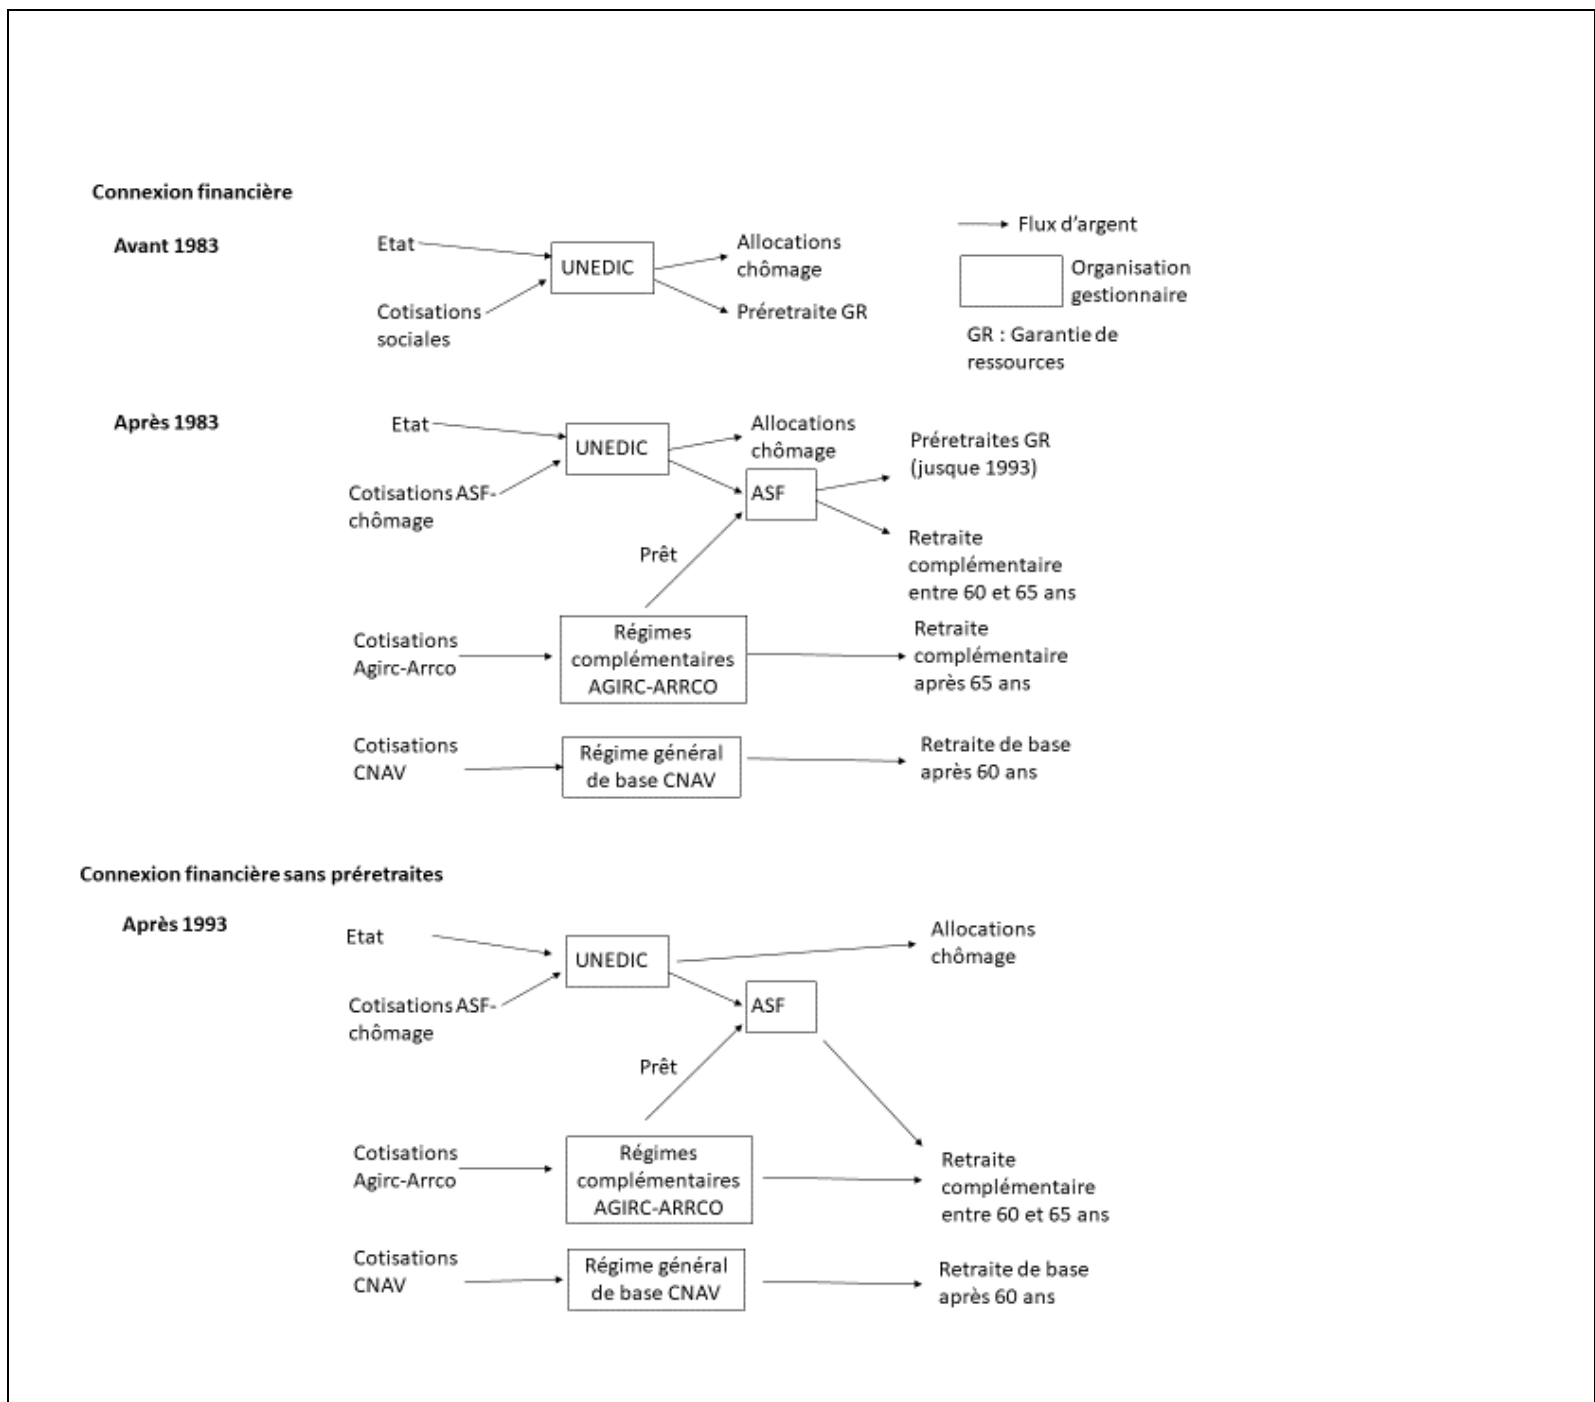 Connexion financière
Avant 1983
Etat
Cotisations
sociales
UNEDIC
Allocations
chômage
Préretraite GR
Flux d'argent
Organisation
gestionnaire
GR : Garantie de
ressources
Après 1983
Etat
Cotisations ASF-
chômage
UNEDIC
Allocations
chômage
ASF
Préretraites GR
(jusque 1993)
Retraite
complémentaire
entre 60 et 65 ans
Prêt
Cotisations
Agirc-Arrco
Régimes
complémentaires
AGIRC-ARRCO
Retraite
complémentaire
après 65 ans
Cotisations
CNAV
Régime général
de base CNAV
Retraite de base
après 60 ans
Connexion financière sans préretraites
Après 1993
Etat
Cotisations ASF-
chômage
UNEDIC
Allocations
chômage
ASF
Prêt
Cotisations
Agirc-Arrco
Régimes
complémentaires
AGIRC-ARRCO
Retraite
complémentaire
entre 60 et 65 ans
Cotisations
CNAV
Régime général
de base CNAV
Retraite de base
après 60 ans